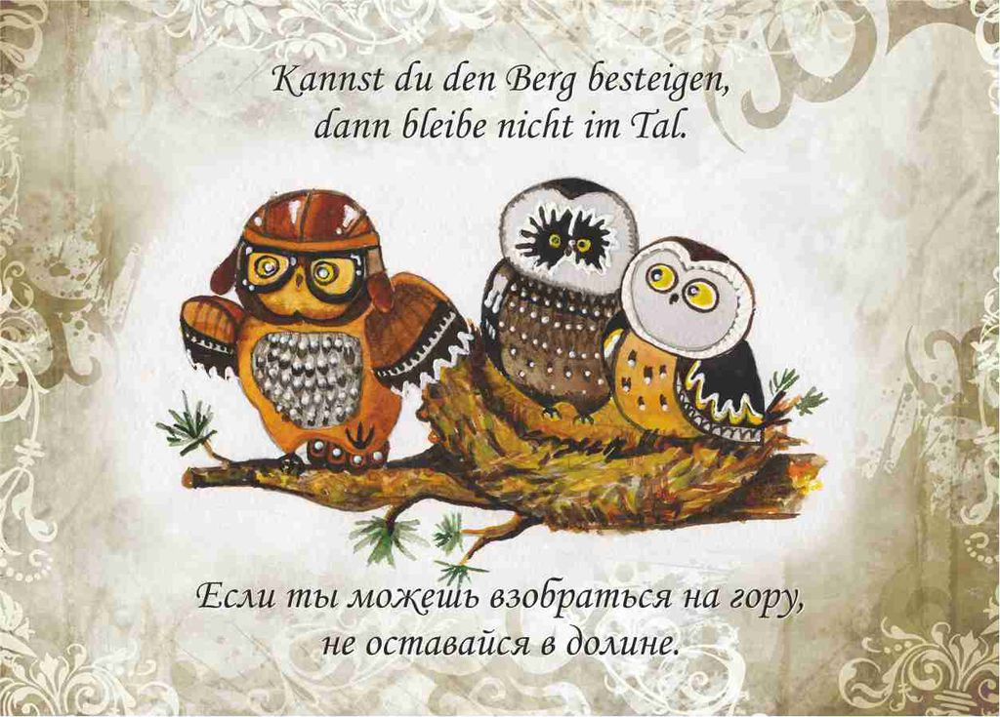 Kannst du den Berg besteigen,
dann bleibe nicht im Tal.
Если ты можешь взобраться на гору,
не оставайся в долине.